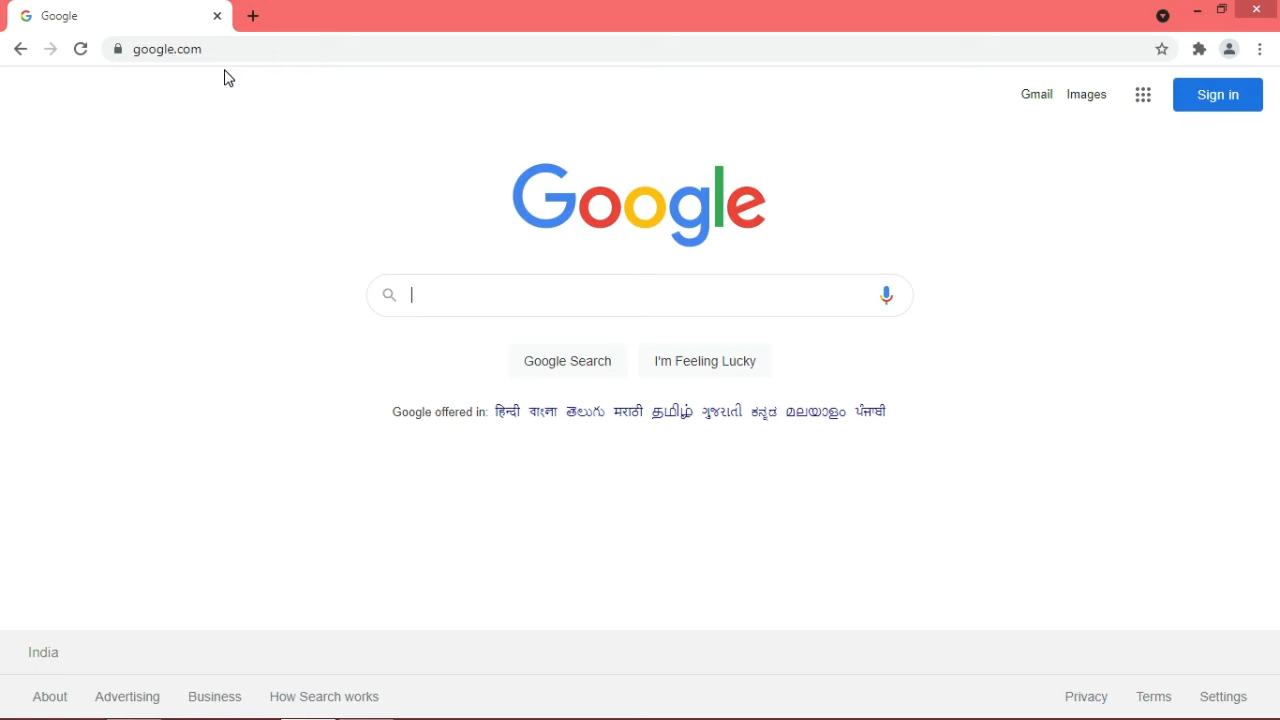 Google
google.com
Gmail Images Sign in
Google
Google Search I'm Feeling Lucky
Google offered in: हिन्दी বাংলা తెలుగు मराठी தமிழ் ગુજરાતી ಕನ್ನಡ മലയാളം ਪੰਜਾਬੀ
India
About Advertising Business How Search works Privacy Terms Settings